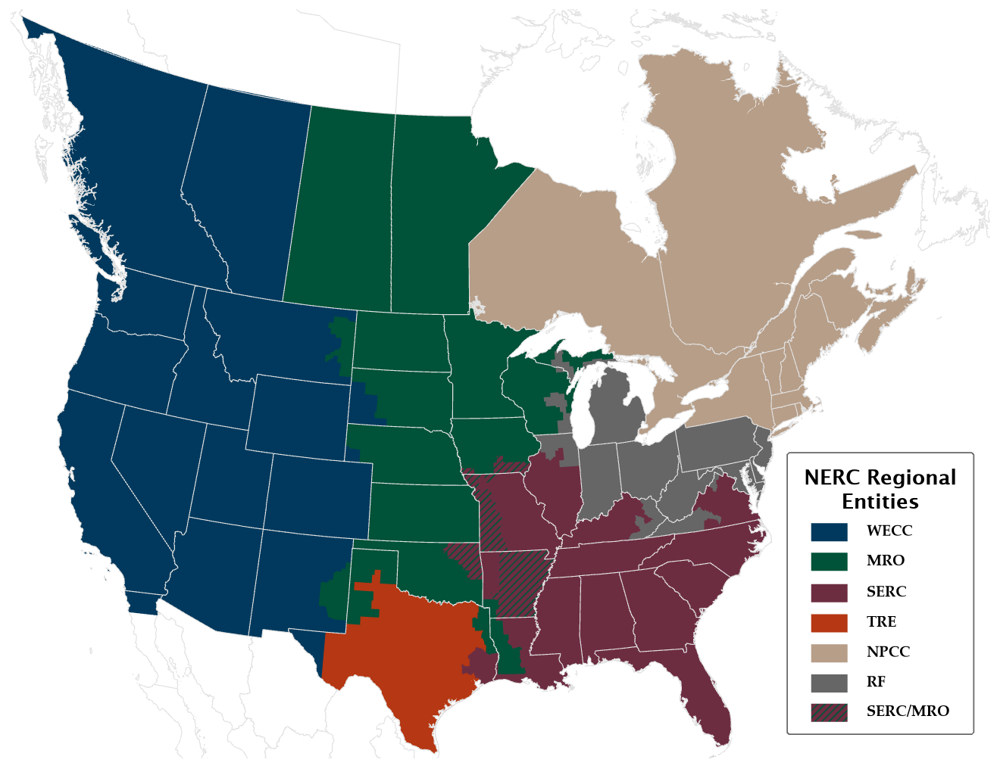 NERC Regional
Entities
WECC
MRO
SERC
TRE
NPCC
RF
SERC/MRO